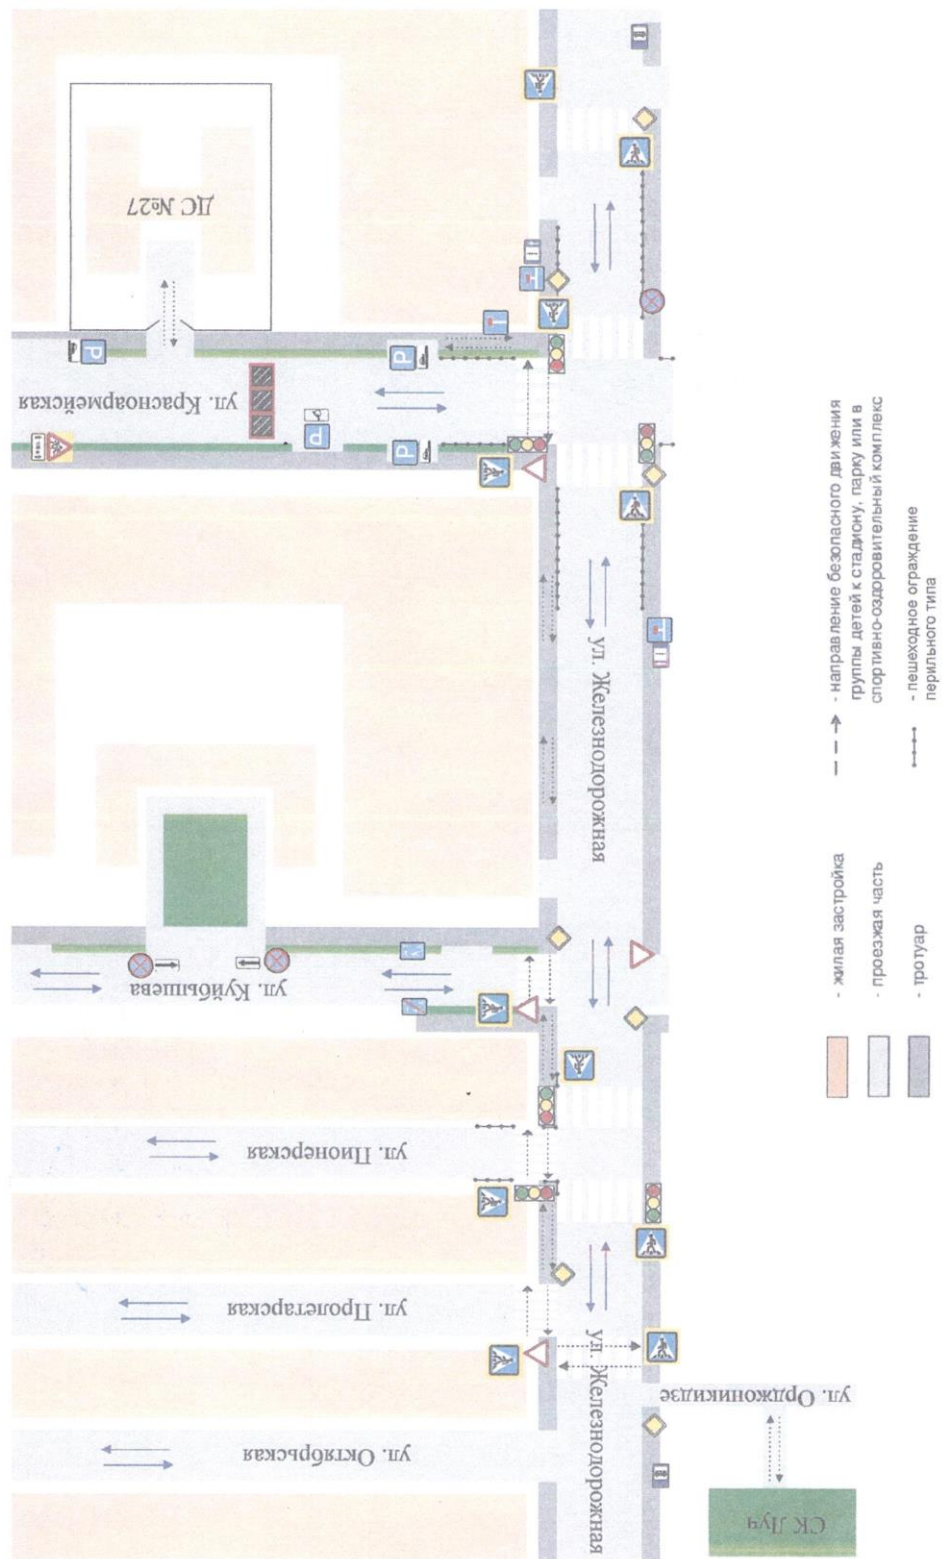 ДС №27
ул. Красноармейская
ул. Железнодорожная
ул. Куйбышева
ул. Пионерская
ул. Пролетарская
ул. Октябрьская
ул. Железнодорожная
ул. Орджоникидзе
СК Луч
P
P
P
P
- жилая застройка
- проезжая часть
- тротуар
- направление безопасного движения
группы детей к стадиону, парку или в
спортивно-оздоровительный комплекс
- пешеходное ограждение
перильного типа